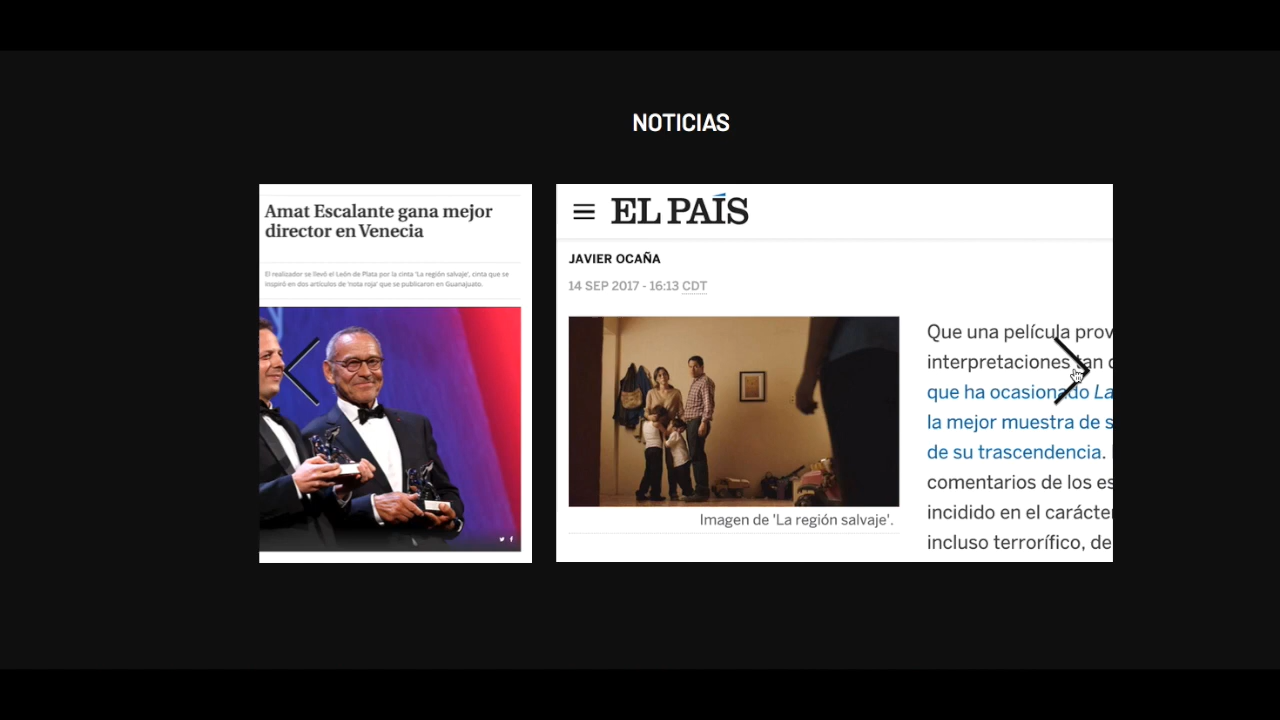 NOTICIAS
Amat Escalante gana mejor
director en Venecia
El realizador se llevó el León de Plata por la cinta 'La región salvaje', cinta que se
inspiró en dos artículos de 'nota roja' que se publicaron en Guanajuato.
EL PAÍS
JAVIER OCAÑA
14 SEP 2017 - 16:13 CDT
Imagen de 'La región salvaje'.
Que una película prov
interpretaciones tan
que ha ocasionado La
la mejor muestra de s
de su trascendencia.
comentarios de los es
incidido en el carácter
incluso terrorífico, de